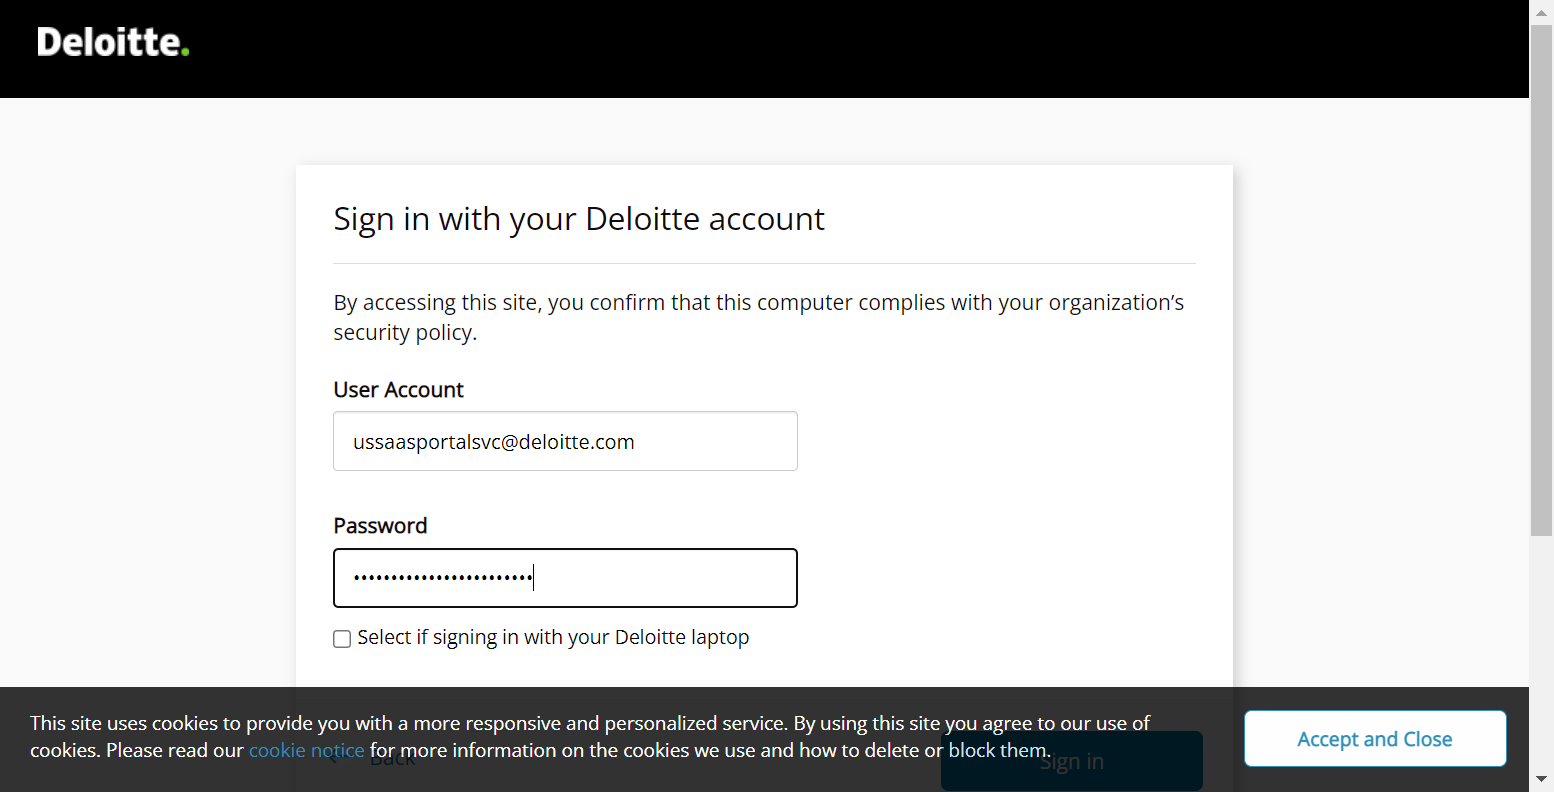 Deloitte.
Sign in with your Deloitte account
By accessing this site, you confirm that this computer complies with your organization’s
security policy.
User Account
ussaasportalsvc@deloitte.com
Password
••••••••••••••••••••••••
Select if signing in with your Deloitte laptop
This site uses cookies to provide you with a more responsive and personalized service. By using this site you agree to our use of
cookies. Please read our cookie notice for more information on the cookies we use and how to delete or block them.
Accept and Close
Back
Sign in